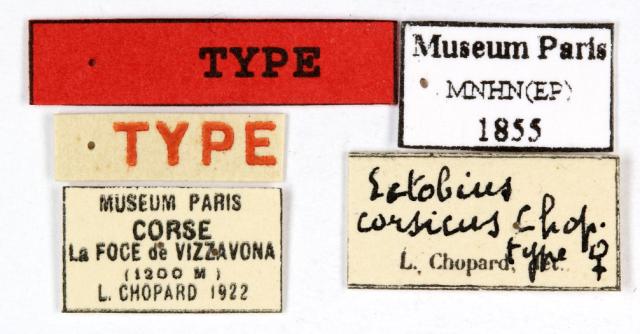 TYPE
Museum Paris
MNHN(EP)
1855
TYPE
MUSEUM PARIS
CORSE
La FOCE de VIZZAVONA
(1200 M)
L. CHOPARD 1922
Ectobius
corsicus Chop.
type ♀
L. Chopard,